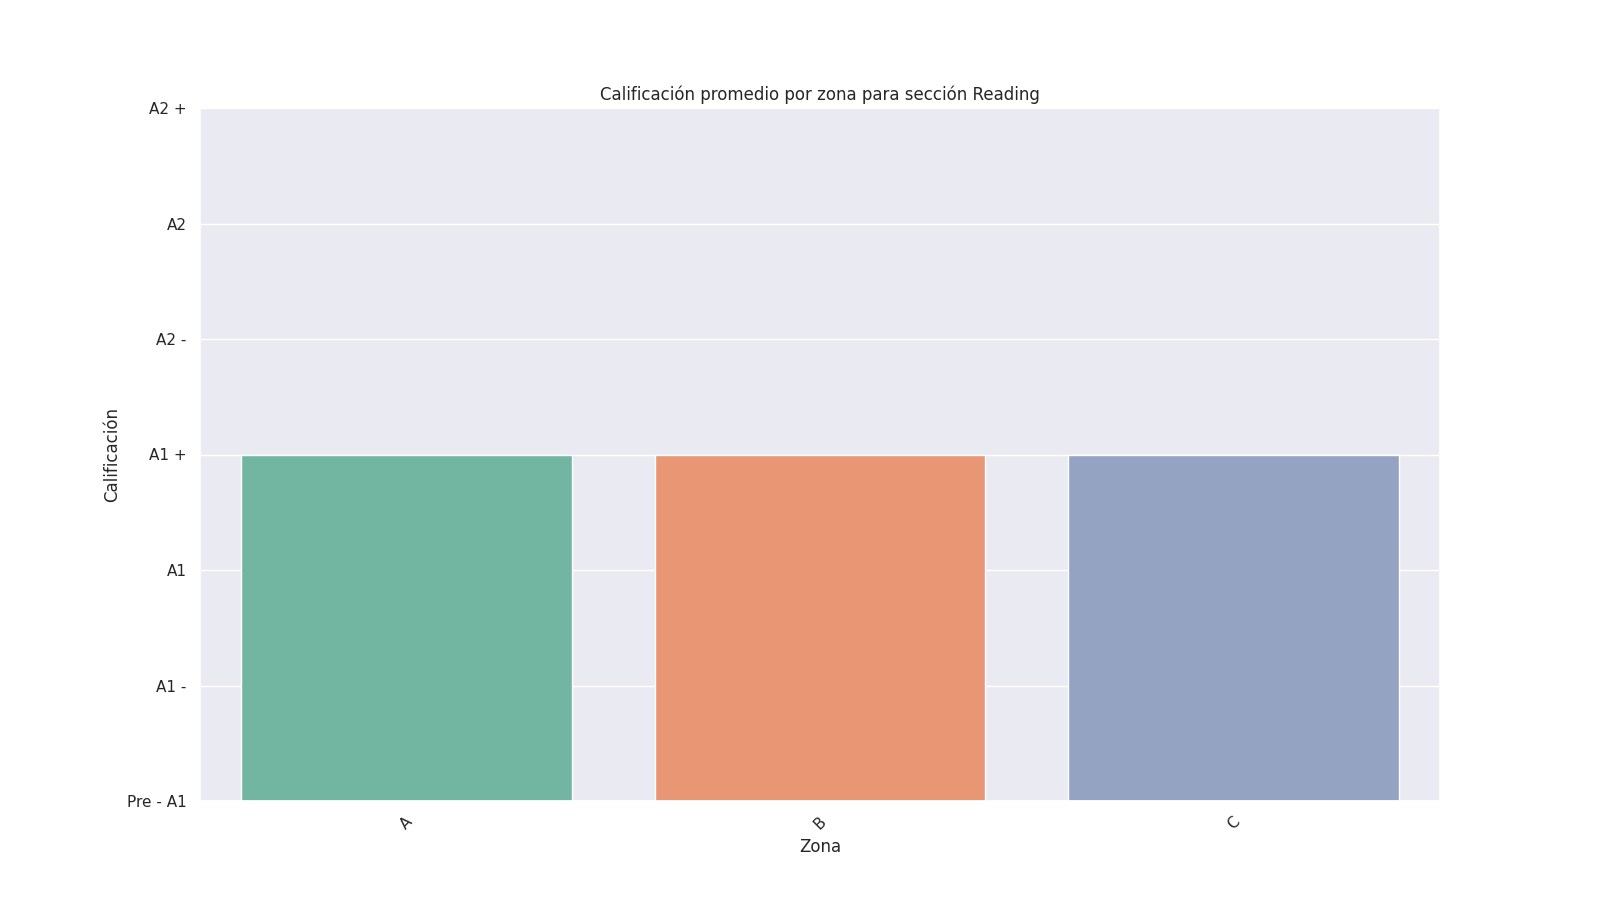 Calificación promedio por zona para sección Reading
A2 +
A2
A2 -
A1 +
A1
A1 -
Pre - A1
Calificación
A
B
C
Zona